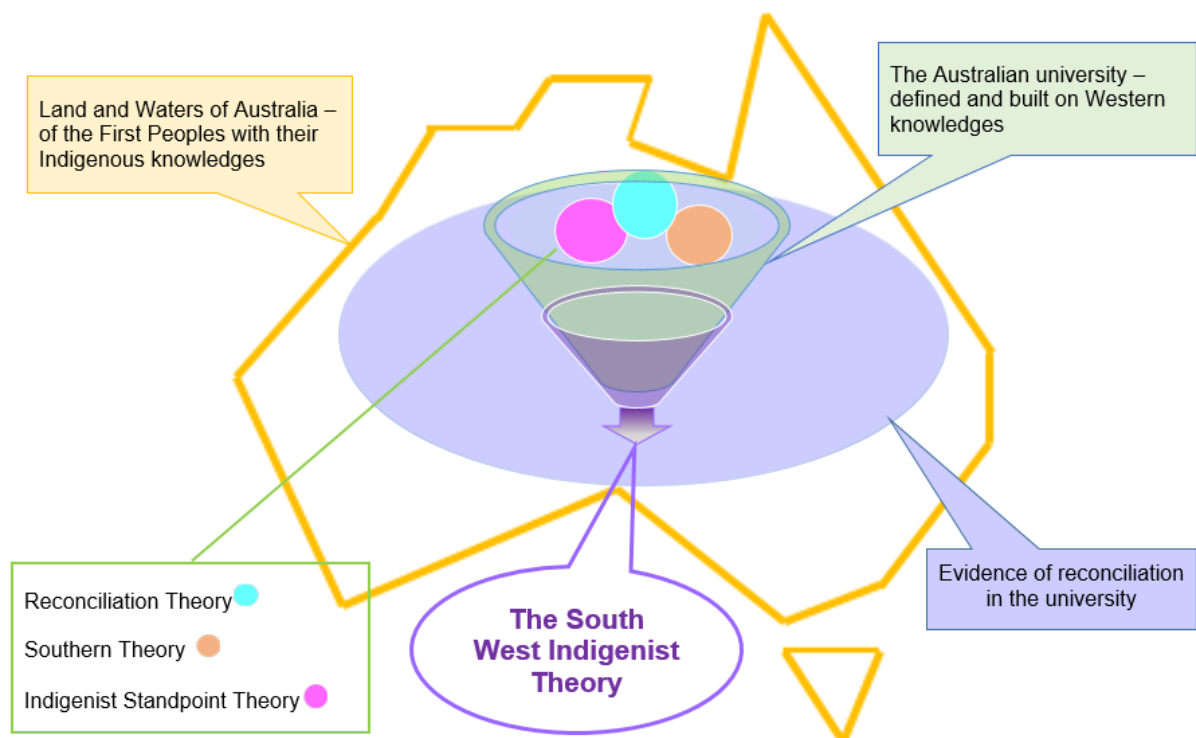 Land and Waters of Australia –
of the First Peoples with their
Indigenous knowledges
The Australian university –
defined and built on Western
knowledges
Evidence of reconciliation
in the university
The South
West Indigenist
Theory
Reconciliation Theory
Southern Theory
Indigenist Standpoint Theory